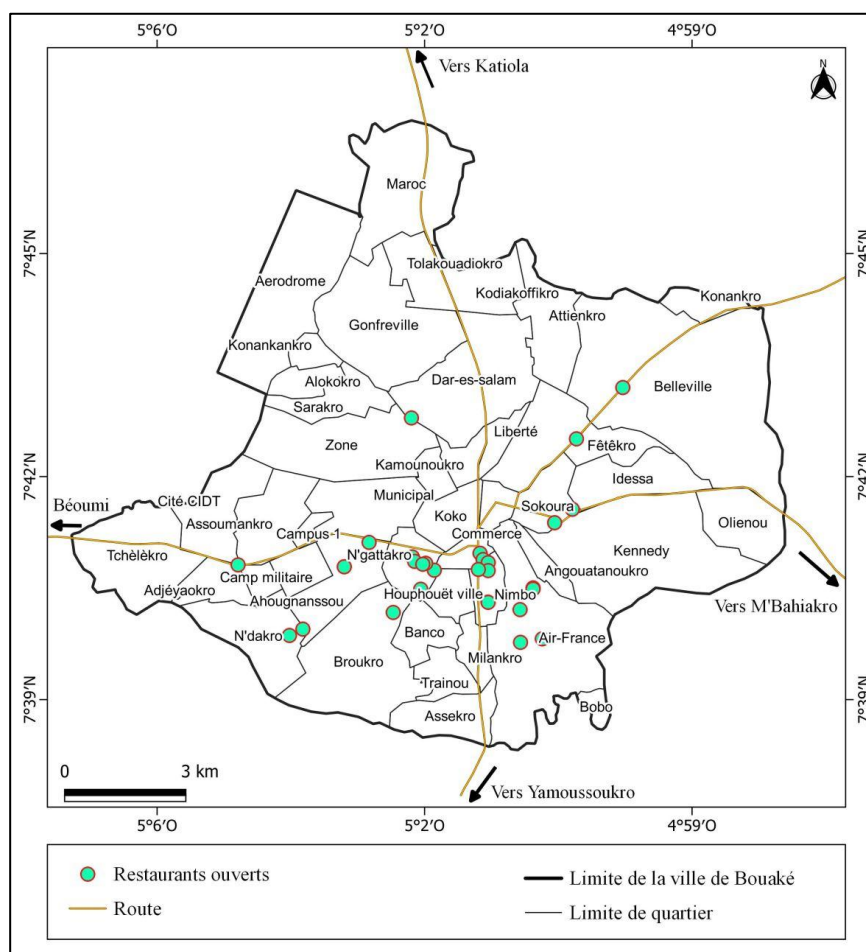 5°6′O
5°2′O
4°59′O
Vers Katiola
N
Maroc
7°45′N
7°45′N
Tolakouadiokro
Aerodrome
Kodiakoffikro
Konankro
Attienkro
Gonfreville
Konankankro
Dar-es-salam
Alokokro
Belleville
Sarakro
Liberté
Zone
Fêtêkro
Kamounoukro
Idessa
7°42′N
7°42′N
Béoumi
Cité CIDT
Municipal
Sokoura
Assoumankro
Koko
Olienou
Campus 1
Commerce
Tchèlèkro
N'gattakro
Kennedy
Camp militaire
Angouatanoukro
Adjéyaokro
Houphouët ville
Nimbo
Vers M'Bahiakro
Ahougnanssou
N'dakro
Banco
Air-France
Broukro
Milankro
Trainou
7°39′N
7°39′N
Assekro
Bobo
0
3 km
Vers Yamoussoukro
5°6′O
5°2′O
4°59′O
Restaurants ouverts
Limite de la ville de Bouaké
Route
Limite de quartier